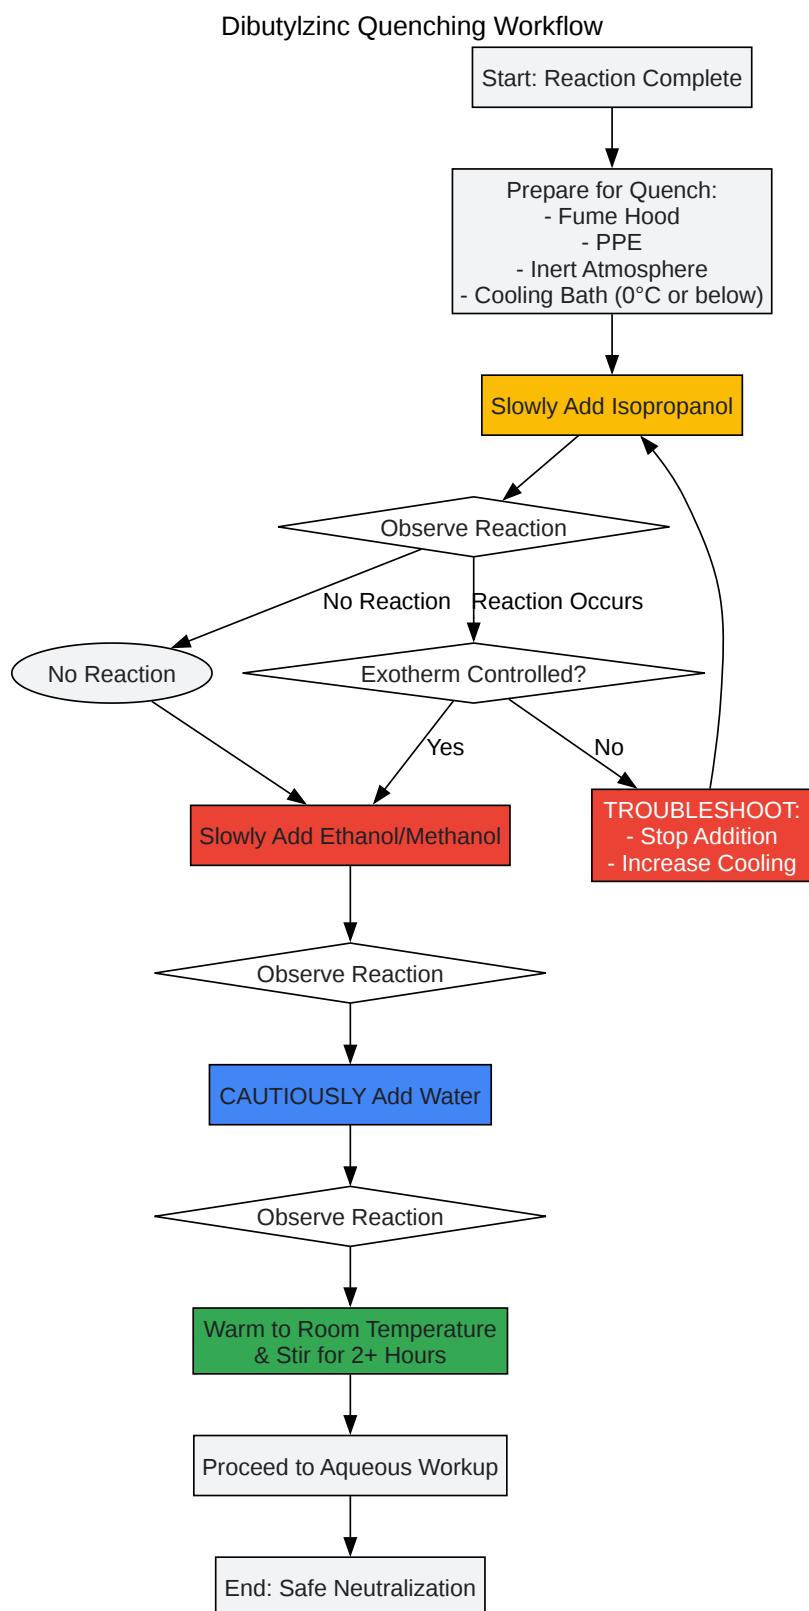 Dibutylzinc Quenching Workflow
Start: Reaction Complete
Prepare for Quench:
- Fume Hood
- PPE
- Inert Atmosphere
- Cooling Bath (0°C or below)
Slowly Add Isopropanol
Observe Reaction
No Reaction
Reaction Occurs
No Reaction
Exotherm Controlled?
Yes
No
Slowly Add Ethanol/Methanol
TROUBLESHOOT:
- Stop Addition
- Increase Cooling
Observe Reaction
CAUTIOUSLY Add Water
Observe Reaction
Warm to Room Temperature
& Stir for 2+ Hours
Proceed to Aqueous Workup
End: Safe Neutralization